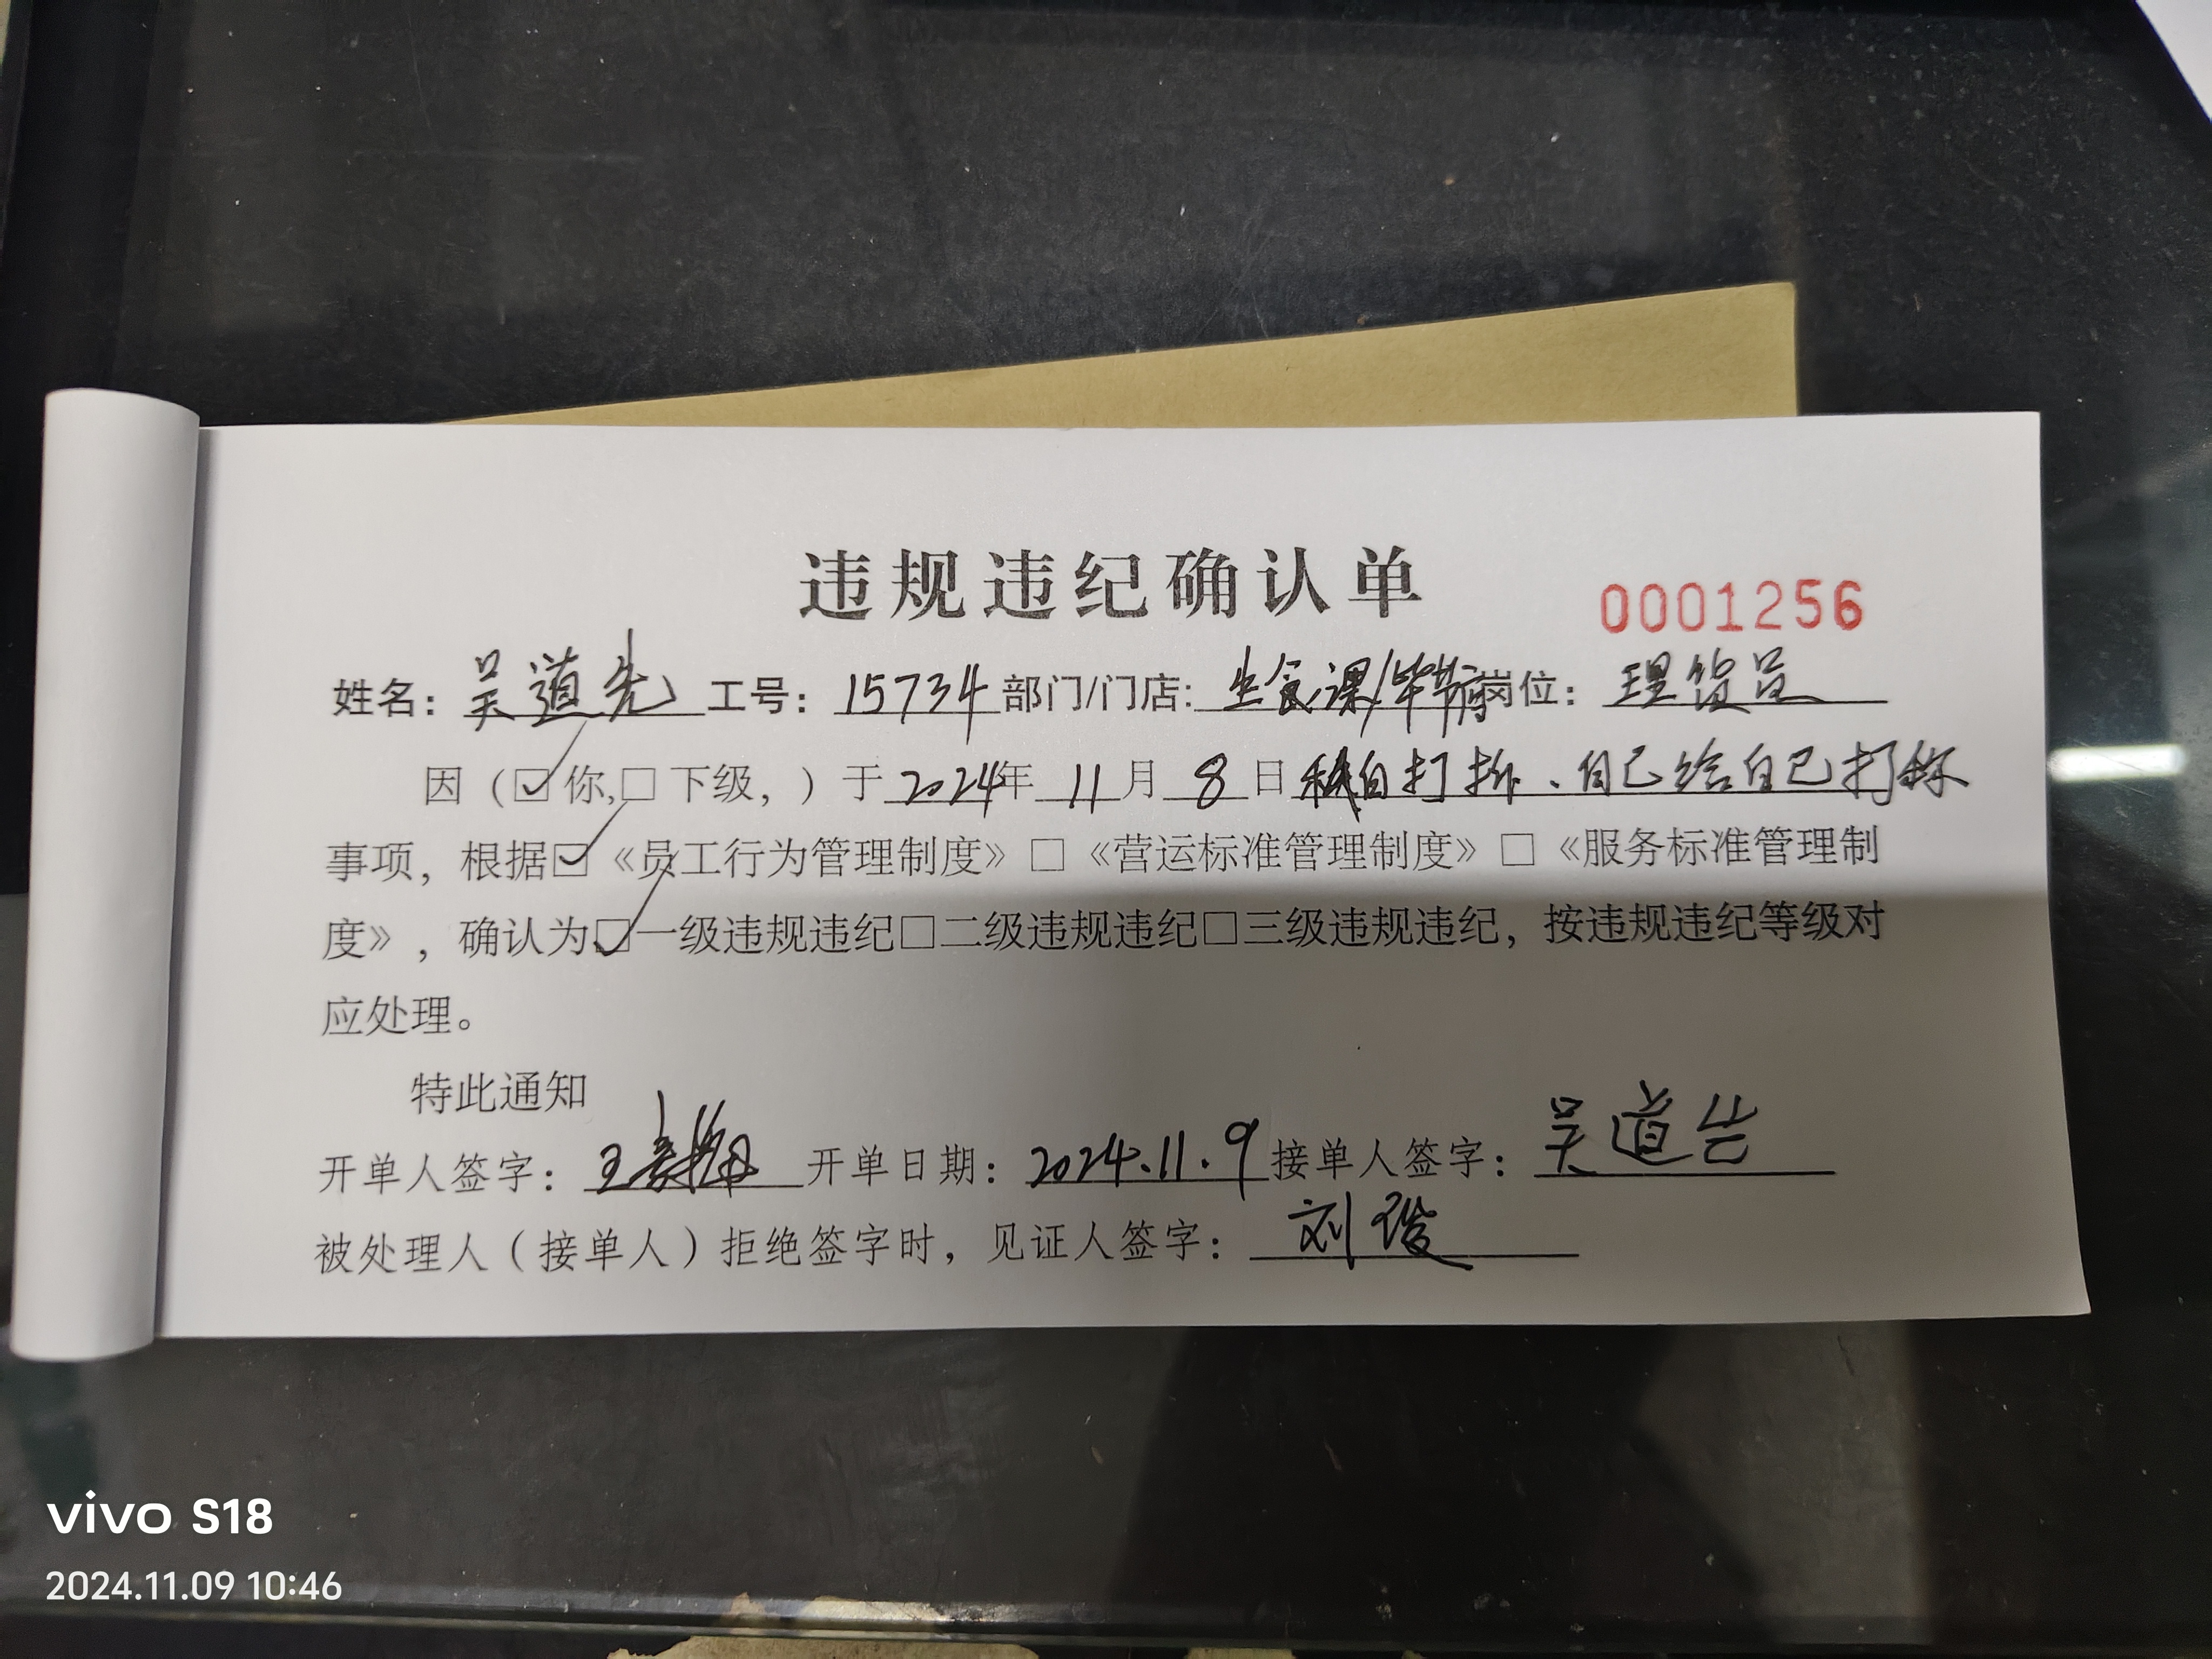 违规违纪确认单
0001256
姓名：吴道先 工号：15734 部门/门店：生食课/毕节府 岗位：理货员
因（☑你,□下级，）于2024年11月8日私自打折、自己给自己打称
事项，根据☑《员工行为管理制度》□《营运标准管理制度》□《服务标准管理制
度》，确认为☑一级违规违纪□二级违规违纪□三级违规违纪，按违规违纪等级对
应处理。
特此通知
开单人签字：王 开单日期：2024.11.9 接单人签字：吴道
被处理人（接单人）拒绝签字时，见证人签字：刘俊
vivo S18
2024.11.09 10:46